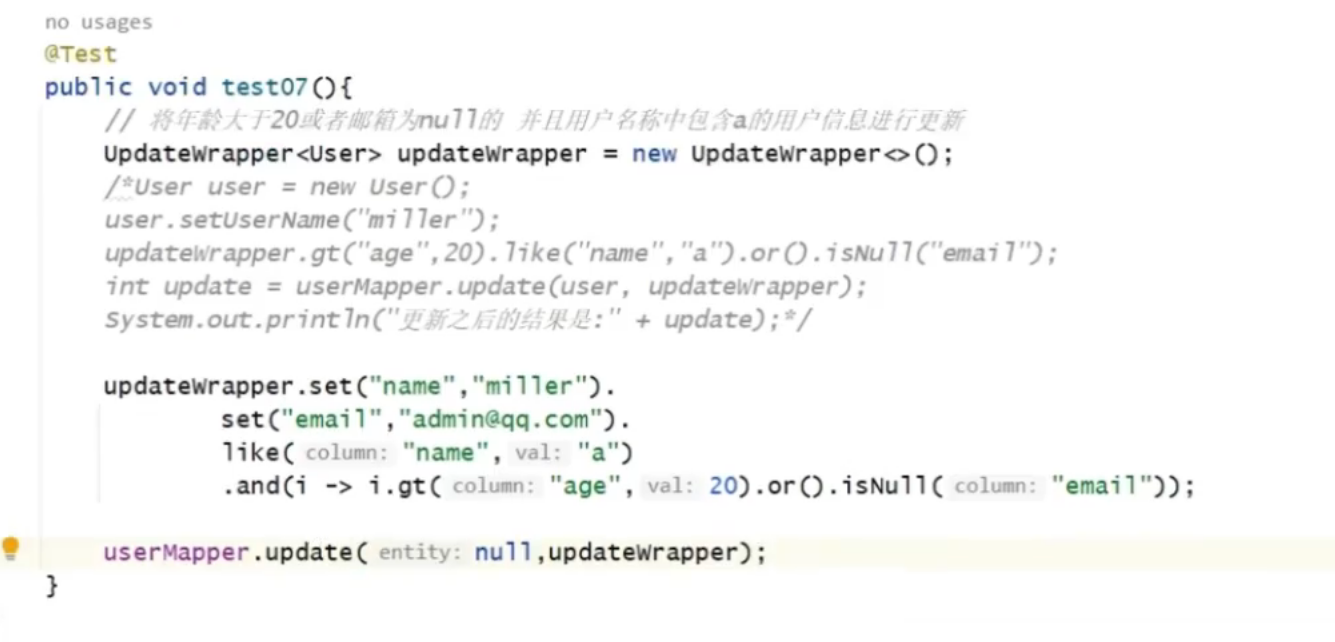 no usages
@Test
public void test07(){
// 将年龄大于20或者邮箱为null的 并且用户名称中包含a的用户信息进行更新
UpdateWrapper<User> updateWrapper = new UpdateWrapper<>();
/*User user = new User();
user.setUserName("miller");
updateWrapper.gt("age",20).like("name","a").or().isNull("email");
int update = userMapper.update(user, updateWrapper);
System.out.println("更新之后的结果是:" + update);*/
updateWrapper.set("name","miller").
set("email","admin@qq.com").
like( column: "name", val: "a")
.and(i -> i.gt( column: "age", val: 20).or().isNull( column: "email"));
userMapper.update( entity: null,updateWrapper);
}